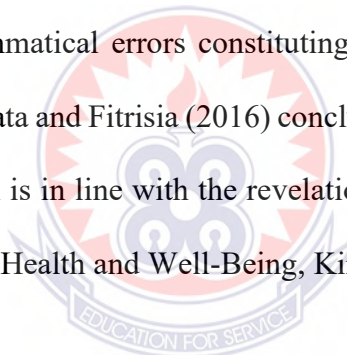 mmatical errors constituting
ata and Fitrisia (2016) concl
is in line with the revelatio
Health and Well-Being, Ki
EDUCATION FOR SERVICE